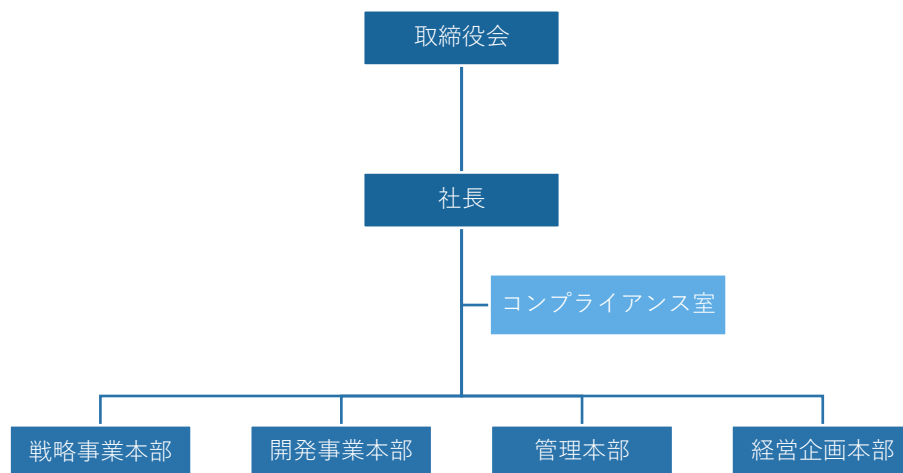 取締役会
社長
コンプライアンス室
戦略事業本部
開発事業本部
管理本部
経営企画本部